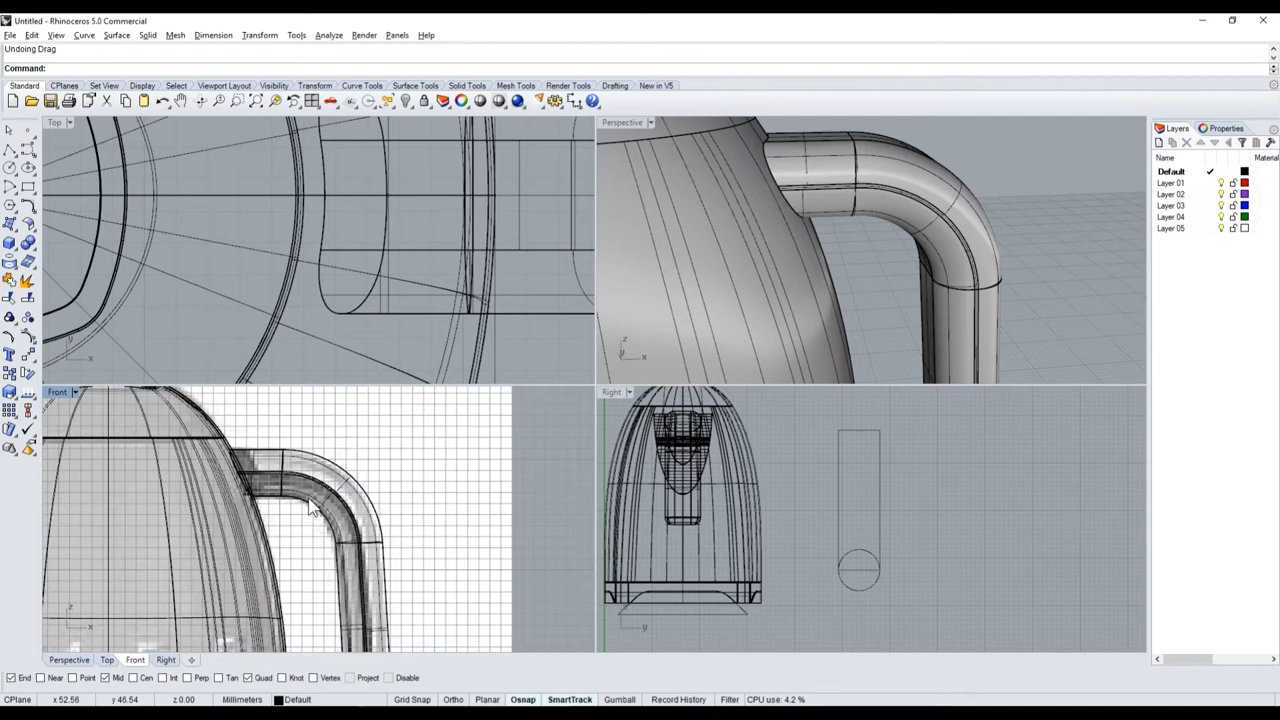 Untitled - Rhinoceros 5.0 Commercial
File Edit View Curve Surface Solid Mesh Dimension Transform Tools Analyze Render Panels Help
Undoing Drag
Command:
Standard CPlanes Set View Display Select Viewport Layout Visibility Transform Curve Tools Surface Tools Solid Tools Mesh Tools Render Tools Drafting New in V5
Top
Perspective
Layers Properties
Name Material
Default
Layer 01
Layer 02
Layer 03
Layer 04
Layer 05
y x
z y x
Front
Right
z x
z y
Perspective Top Front Right
End Near Point Mid Cen Int Perp Tan Quad Knot Vertex Project Disable
CPlane x 52.56 y 46.54 z 0.00 Millimeters Default Grid Snap Ortho Planar Osnap SmartTrack Gumball Record History Filter CPU use: 4.2 %